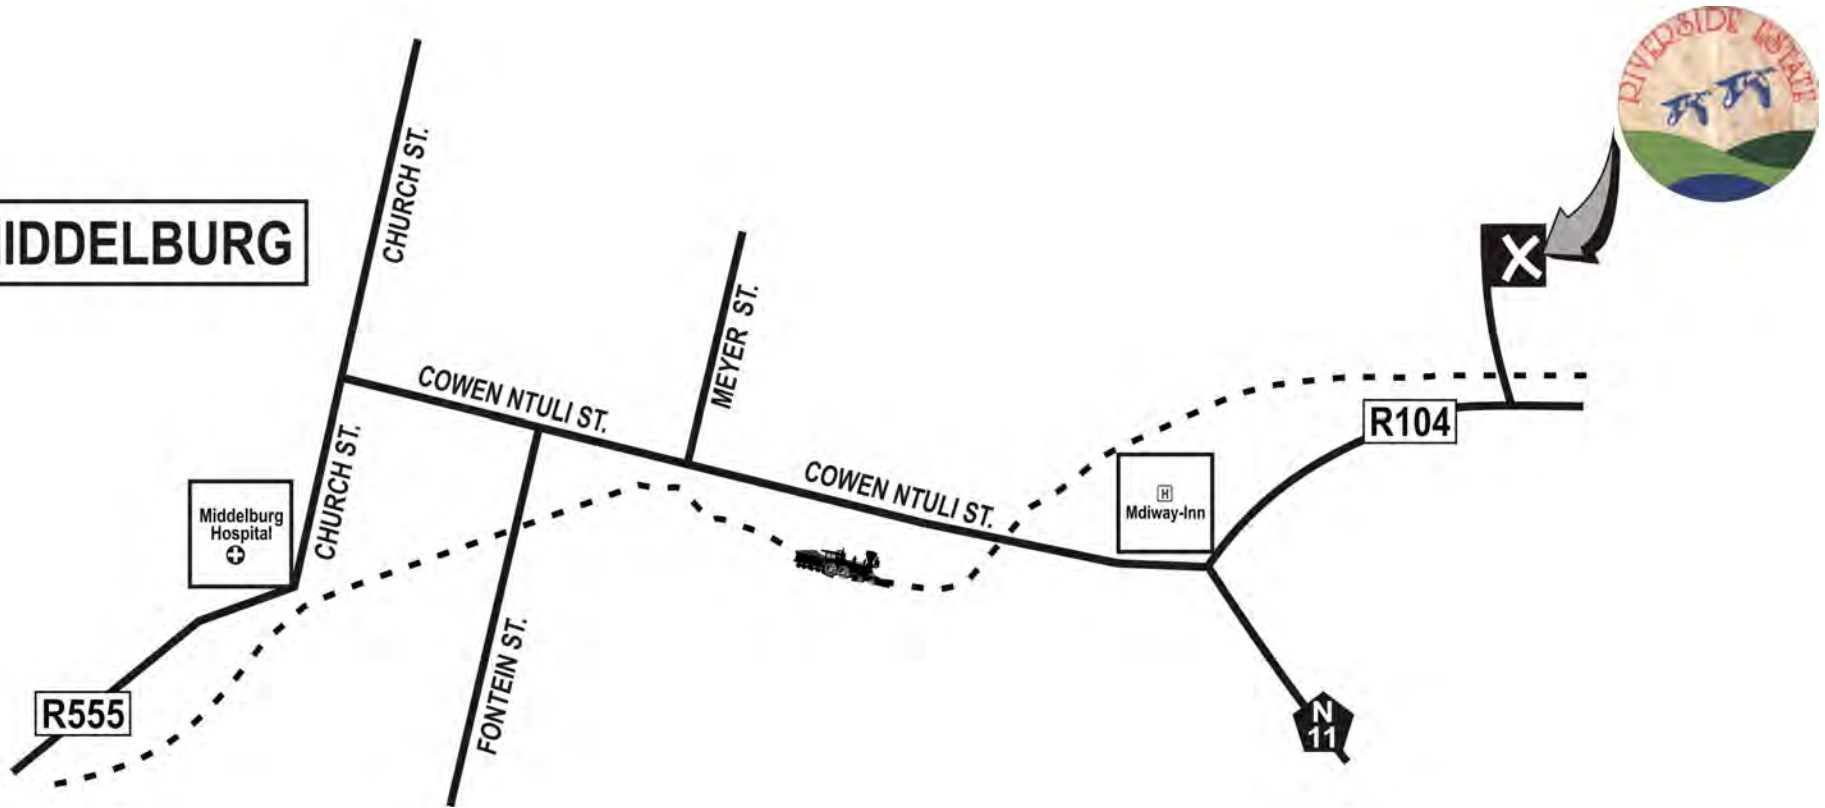 RIVERSIDE ESTATE
IDDELBURG
CHURCH ST.
MEYER ST.
COWEN NTULI ST.
R104
CHURCH ST.
COWEN NTULI ST.
Middelburg
Hospital
H
Mdiway-Inn
FONTEIN ST.
R555
N
11
X